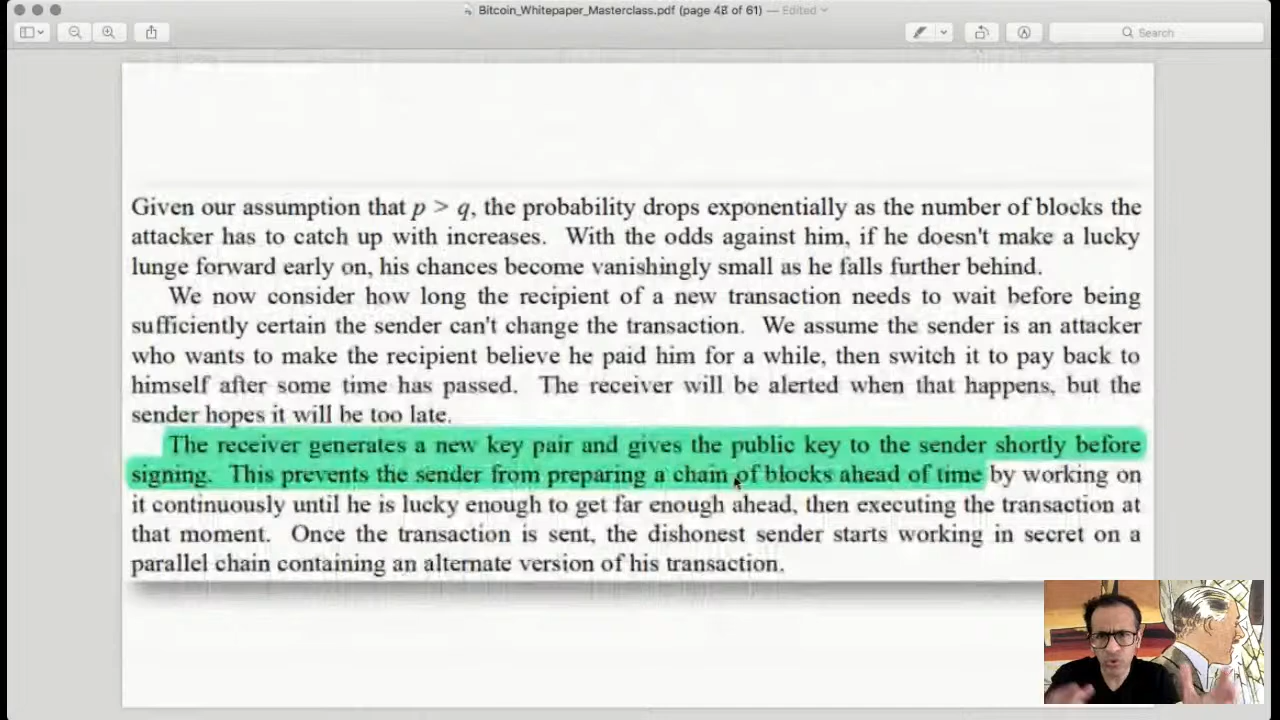 Bitcoin_Whitepaper_Masterclass.pdf (page 48 of 61) — Edited
Search
Given our assumption that p > q, the probability drops exponentially as the number of blocks the
attacker has to catch up with increases. With the odds against him, if he doesn't make a lucky
lunge forward early on, his chances become vanishingly small as he falls further behind.
We now consider how long the recipient of a new transaction needs to wait before being
sufficiently certain the sender can't change the transaction. We assume the sender is an attacker
who wants to make the recipient believe he paid him for a while, then switch it to pay back to
himself after some time has passed. The receiver will be alerted when that happens, but the
sender hopes it will be too late.
The receiver generates a new key pair and gives the public key to the sender shortly before
signing. This prevents the sender from preparing a chain of blocks ahead of time by working on
it continuously until he is lucky enough to get far enough ahead, then executing the transaction at
that moment. Once the transaction is sent, the dishonest sender starts working in secret on a
parallel chain containing an alternate version of his transaction.